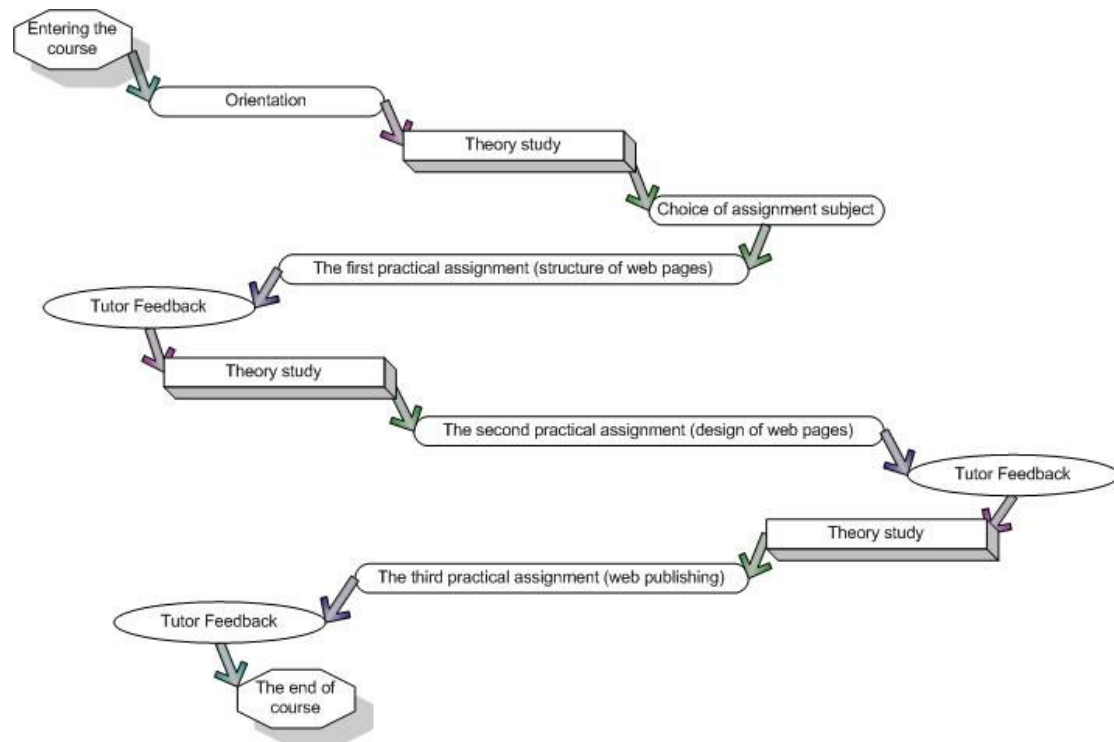 Entering the
course
Orientation
Theory study
Choice of assignment subject
The first practical assignment (structure of web pages)
Tutor Feedback
Theory study
The second practical assignment (design of web pages)
Tutor Feedback
Theory study
The third practical assignment (web publishing)
Tutor Feedback
The end of
course